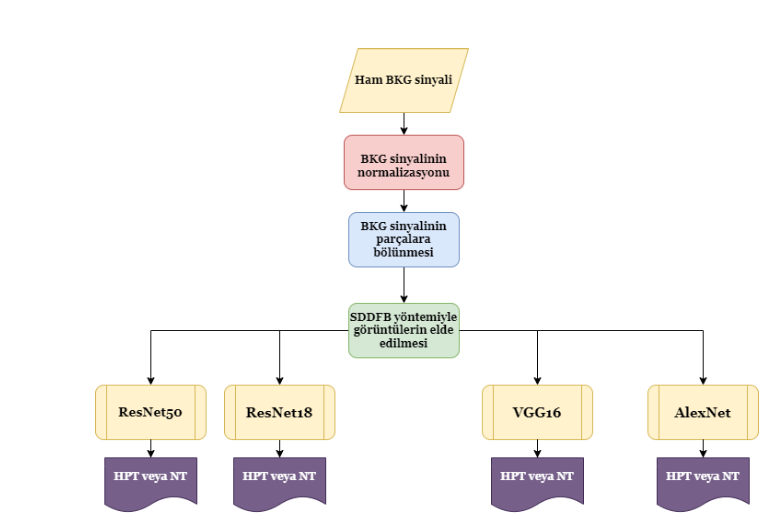 Ham BKG sinyali
BKG sinyalinin
normalizasyonu
BKG sinyalinin
parçalara
bölünmesi
SDDFB yöntemiyle
görüntülerin elde
edilmesi
ResNet50
ResNet18
VGG16
AlexNet
HPT veya NT
HPT veya NT
HPT veya NT
HPT veya NT